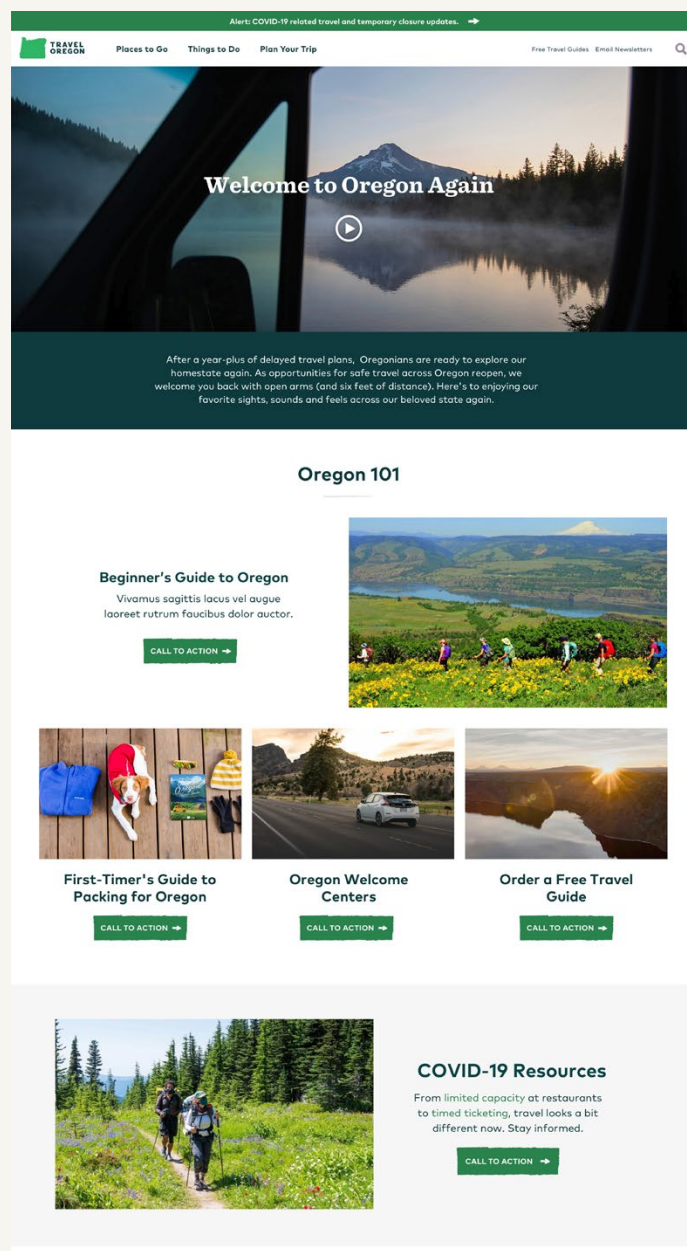 Alert: COVID-19 related travel and temporary closure updates.
TRAVEL
OREGON
Places to Go Things to Do Plan Your Trip
Free Travel Guides Email Newsletters
Welcome to Oregon Again
After a year-plus of delayed travel plans, Oregonians are ready to explore our
homestate again. As opportunities for safe travel across Oregon reopen, we
welcome you back with open arms (and six feet of distance). Here's to enjoying our
favorite sights, sounds and feels across our beloved state again.
Oregon 101
Beginner's Guide to Oregon
Vivamus sagittis lacus vel augue
laoreet rutrum faucibus dolor auctor.
CALL TO ACTION
First-Timer's Guide to
Packing for Oregon
CALL TO ACTION
Oregon Welcome
Centers
CALL TO ACTION
Order a Free Travel
Guide
CALL TO ACTION
COVID-19 Resources
From limited capacity at restaurants
to timed ticketing, travel looks a bit
different now. Stay informed.
CALL TO ACTION